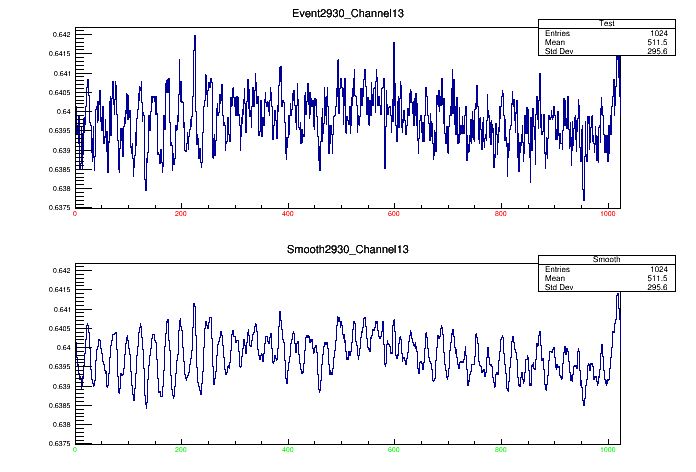 Event2930_Channel13
Test
Entries 1024
Mean 511.5
Std Dev 295.6
0.642
0.6415
0.641
0.6405
0.64
0.6395
0.639
0.6385
0.638
0.6375
0 200 400 600 800 1000
Smooth2930_Channel13
Smooth
Entries 1024
Mean 511.5
Std Dev 295.6
0.642
0.6415
0.641
0.6405
0.64
0.6395
0.639
0.6385
0.638
0.6375
0 200 400 600 800 1000